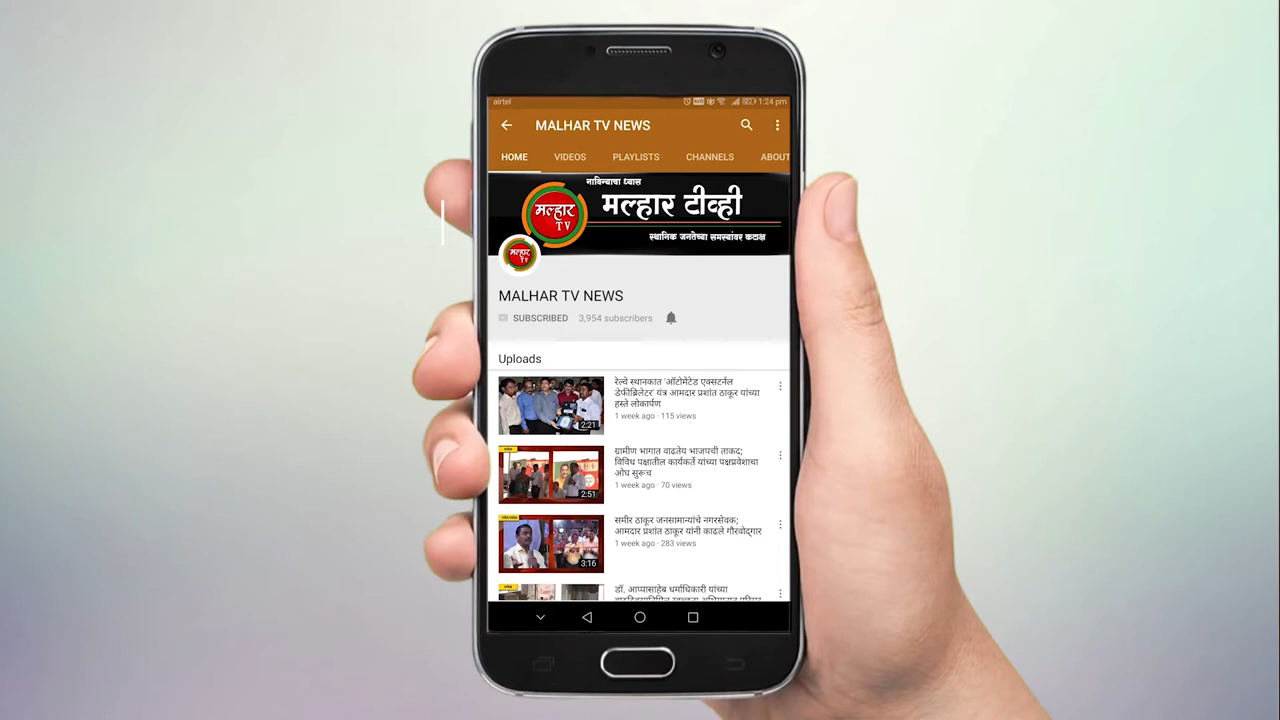 airtel
1:24 pm
MALHAR TV NEWS
HOME VIDEOS PLAYLISTS CHANNELS ABOUT
नाविन्याचा ध्यास
मल्हार टीव्ही
स्थानिक जनतेच्या समस्यांवर कटाक्ष
मल्हार
TV
मल्हार
TV
MALHAR TV NEWS
SUBSCRIBED 3,954 subscribers
Uploads
रेल्वे स्थानकात 'ऑटोमेटेड एक्सटर्नल
डेफीब्रिलेटर' यंत्र आमदार प्रशांत ठाकूर यांच्या
हस्ते लोकार्पण
1 week ago · 115 views
2:21
ग्रामीण भागात वाढतेय भाजपची ताकद;
विविध पक्षातील कार्यकर्ते यांच्या पक्षप्रवेशाचा
ओघ सुरूच
1 week ago · 70 views
2:51
समीर ठाकूर जनसामान्यांचे नगरसेवक;
आमदार प्रशांत ठाकूर यांनी काढले गौरवोद्गार
1 week ago · 283 views
3:16
डॉ. आप्पासाहेब धर्माधिकारी यांच्या